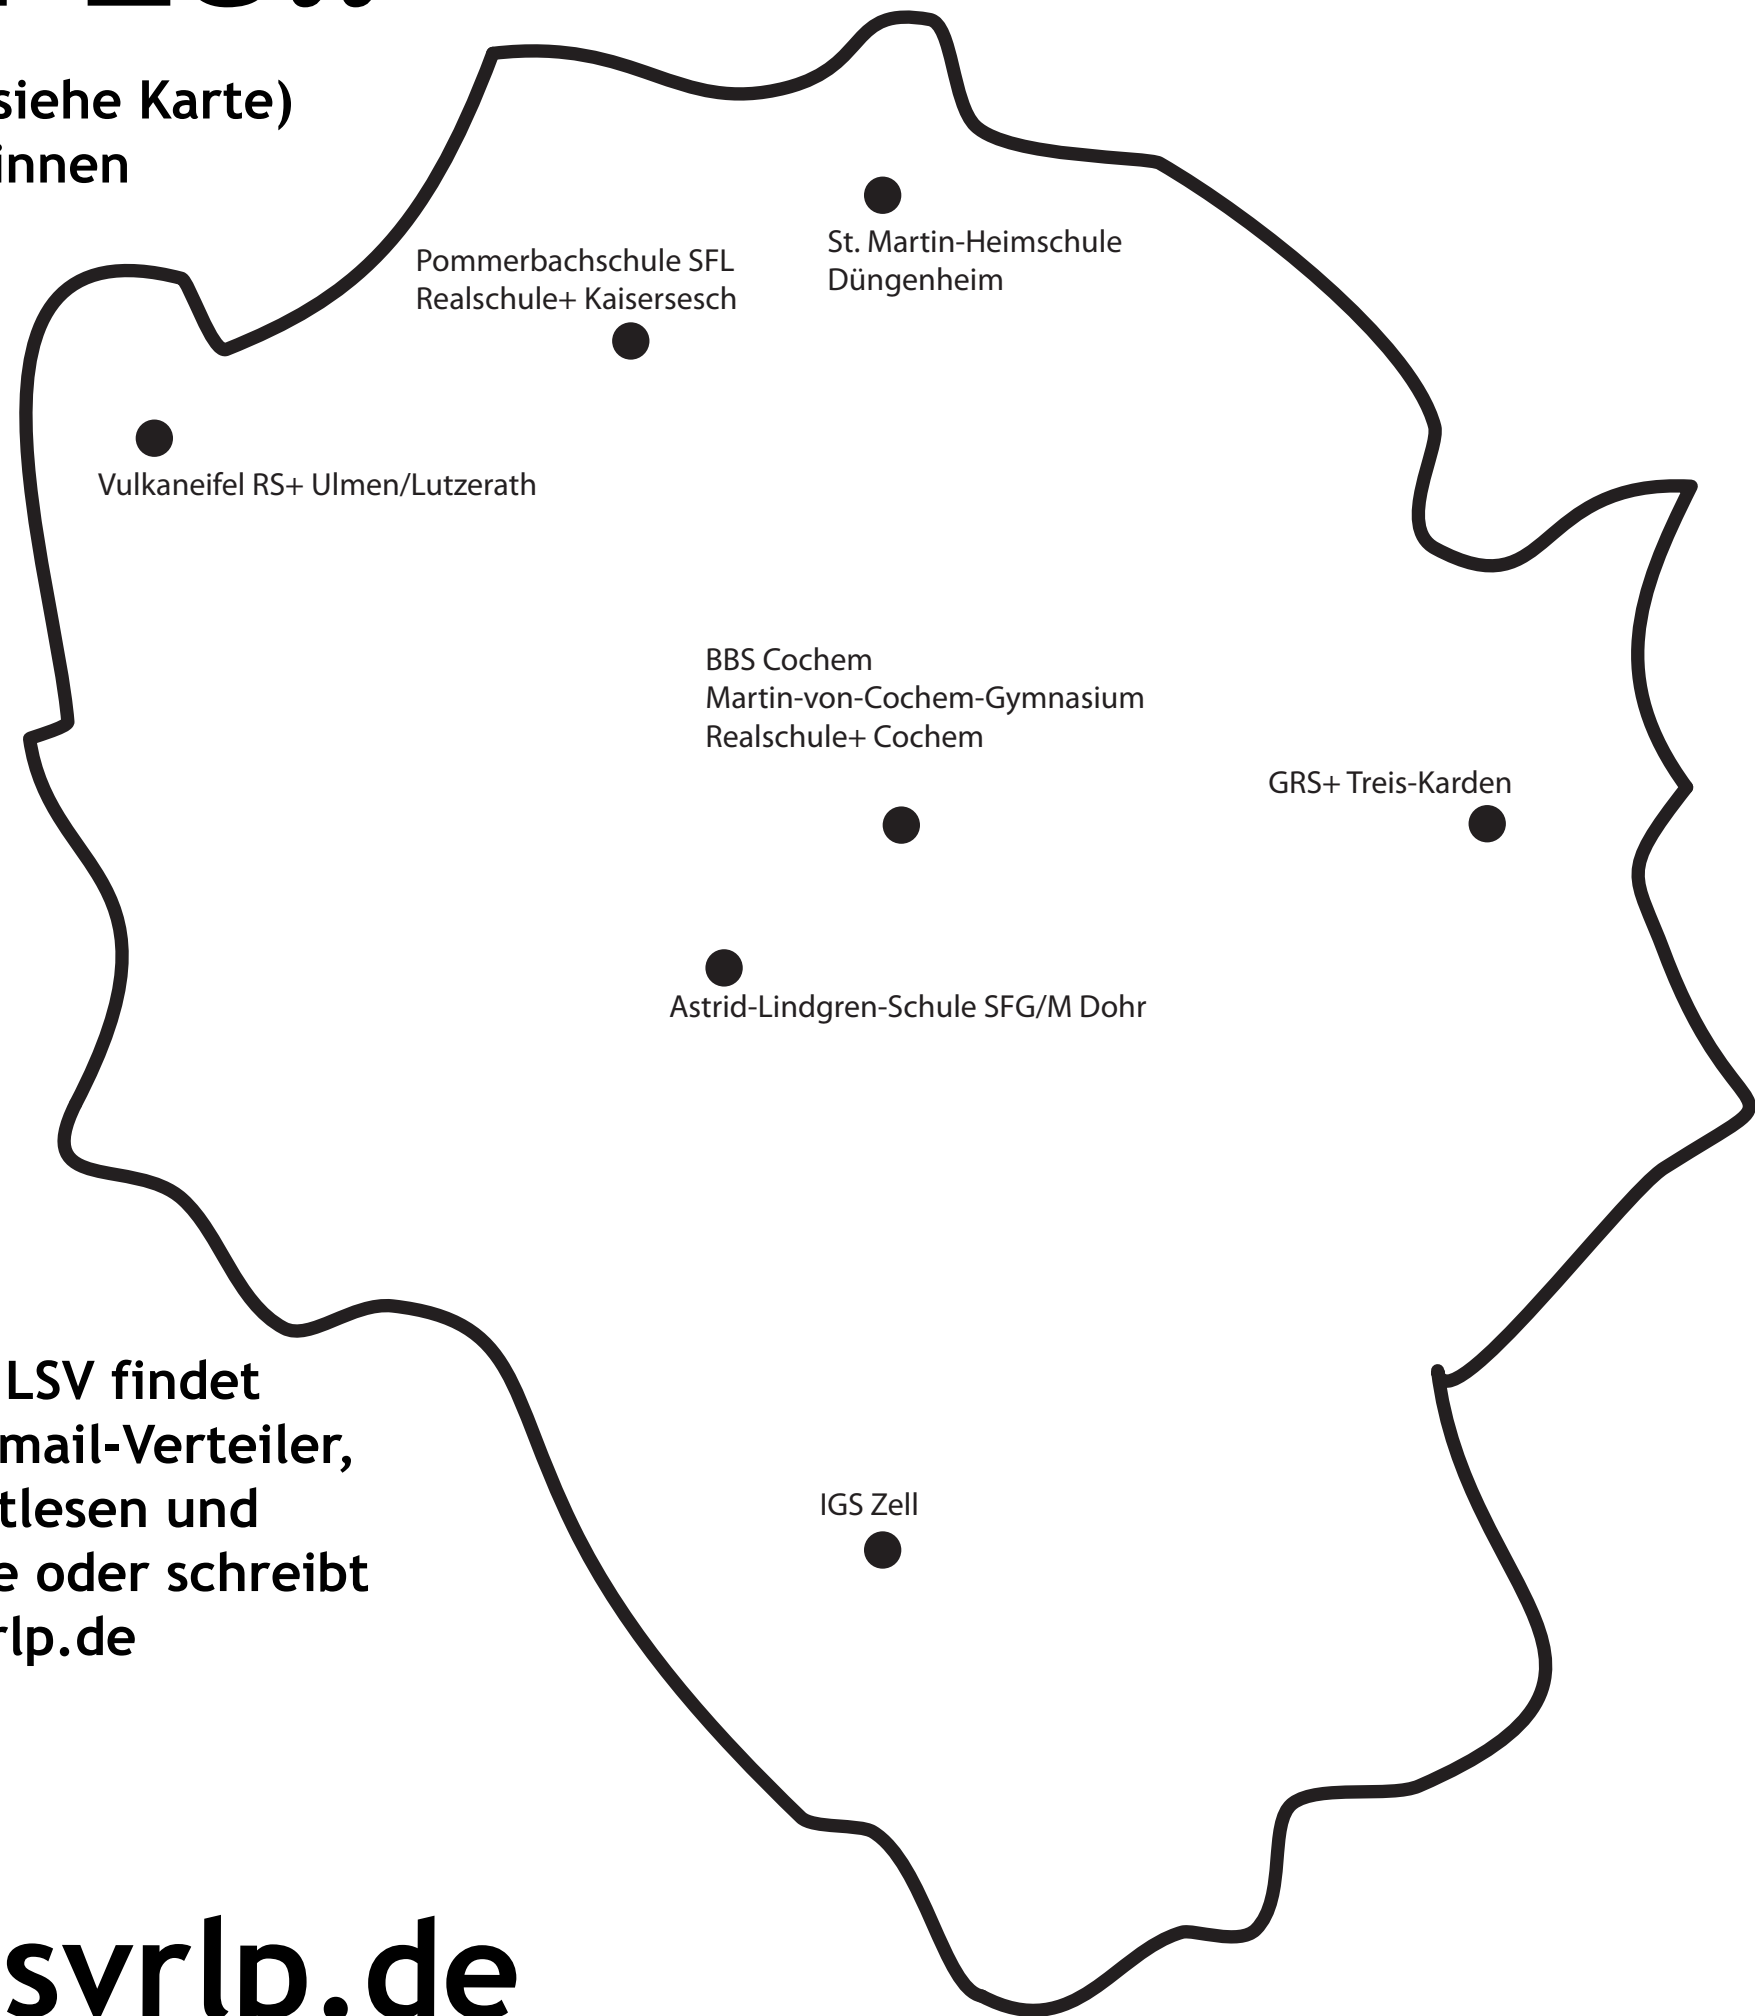 siehe Karte)
innen
St. Martin-Heimschule
Düngenheim
Pommerbachschule SFL
Realschule+ Kaisersesch
Vulkaneifel RS+ Ulmen/Lutzerath
BBS Cochem
Martin-von-Cochem-Gymnasium
Realschule+ Cochem
GRS+ Treis-Karden
Astrid-Lindgren-Schule SFG/M Dohr
LSV findet
mail-Verteiler,
tlesen und
e oder schreibt
rlp.de
IGS Zell
svrlp.de